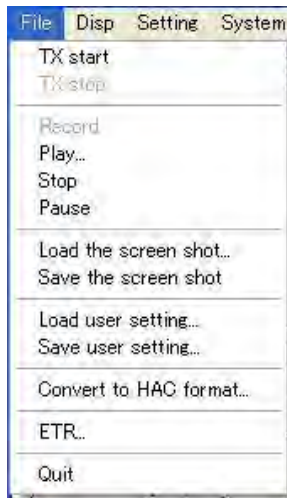 File Disp Setting System
TX start
TX stop
Record
Play...
Stop
Pause
Load the screen shot...
Save the screen shot
Load user setting...
Save user setting...
Convert to HAC format...
ETR...
Quit